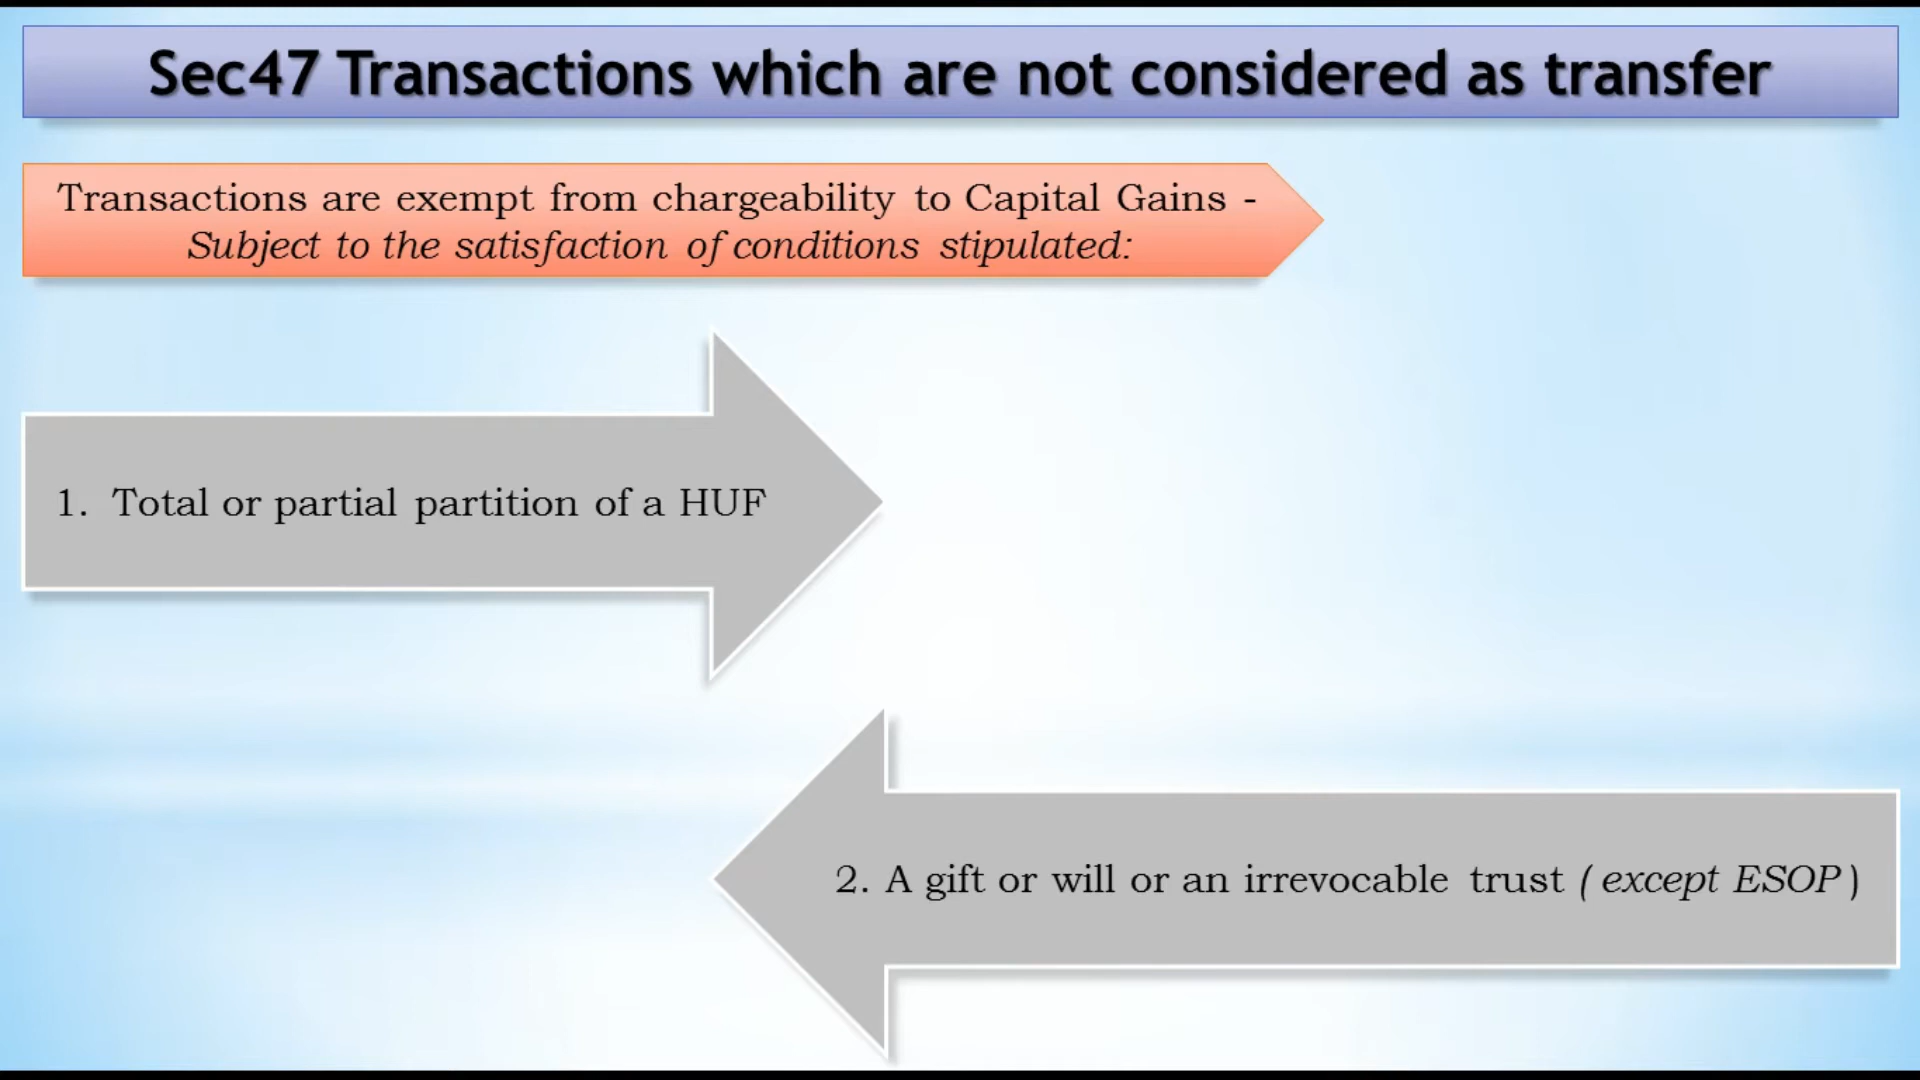 Sec47 Transactions which are not considered as transfer
Transactions are exempt from chargeability to Capital Gains -
Subject to the satisfaction of conditions stipulated:
1. Total or partial partition of a HUF
2. A gift or will or an irrevocable trust (except ESOP)